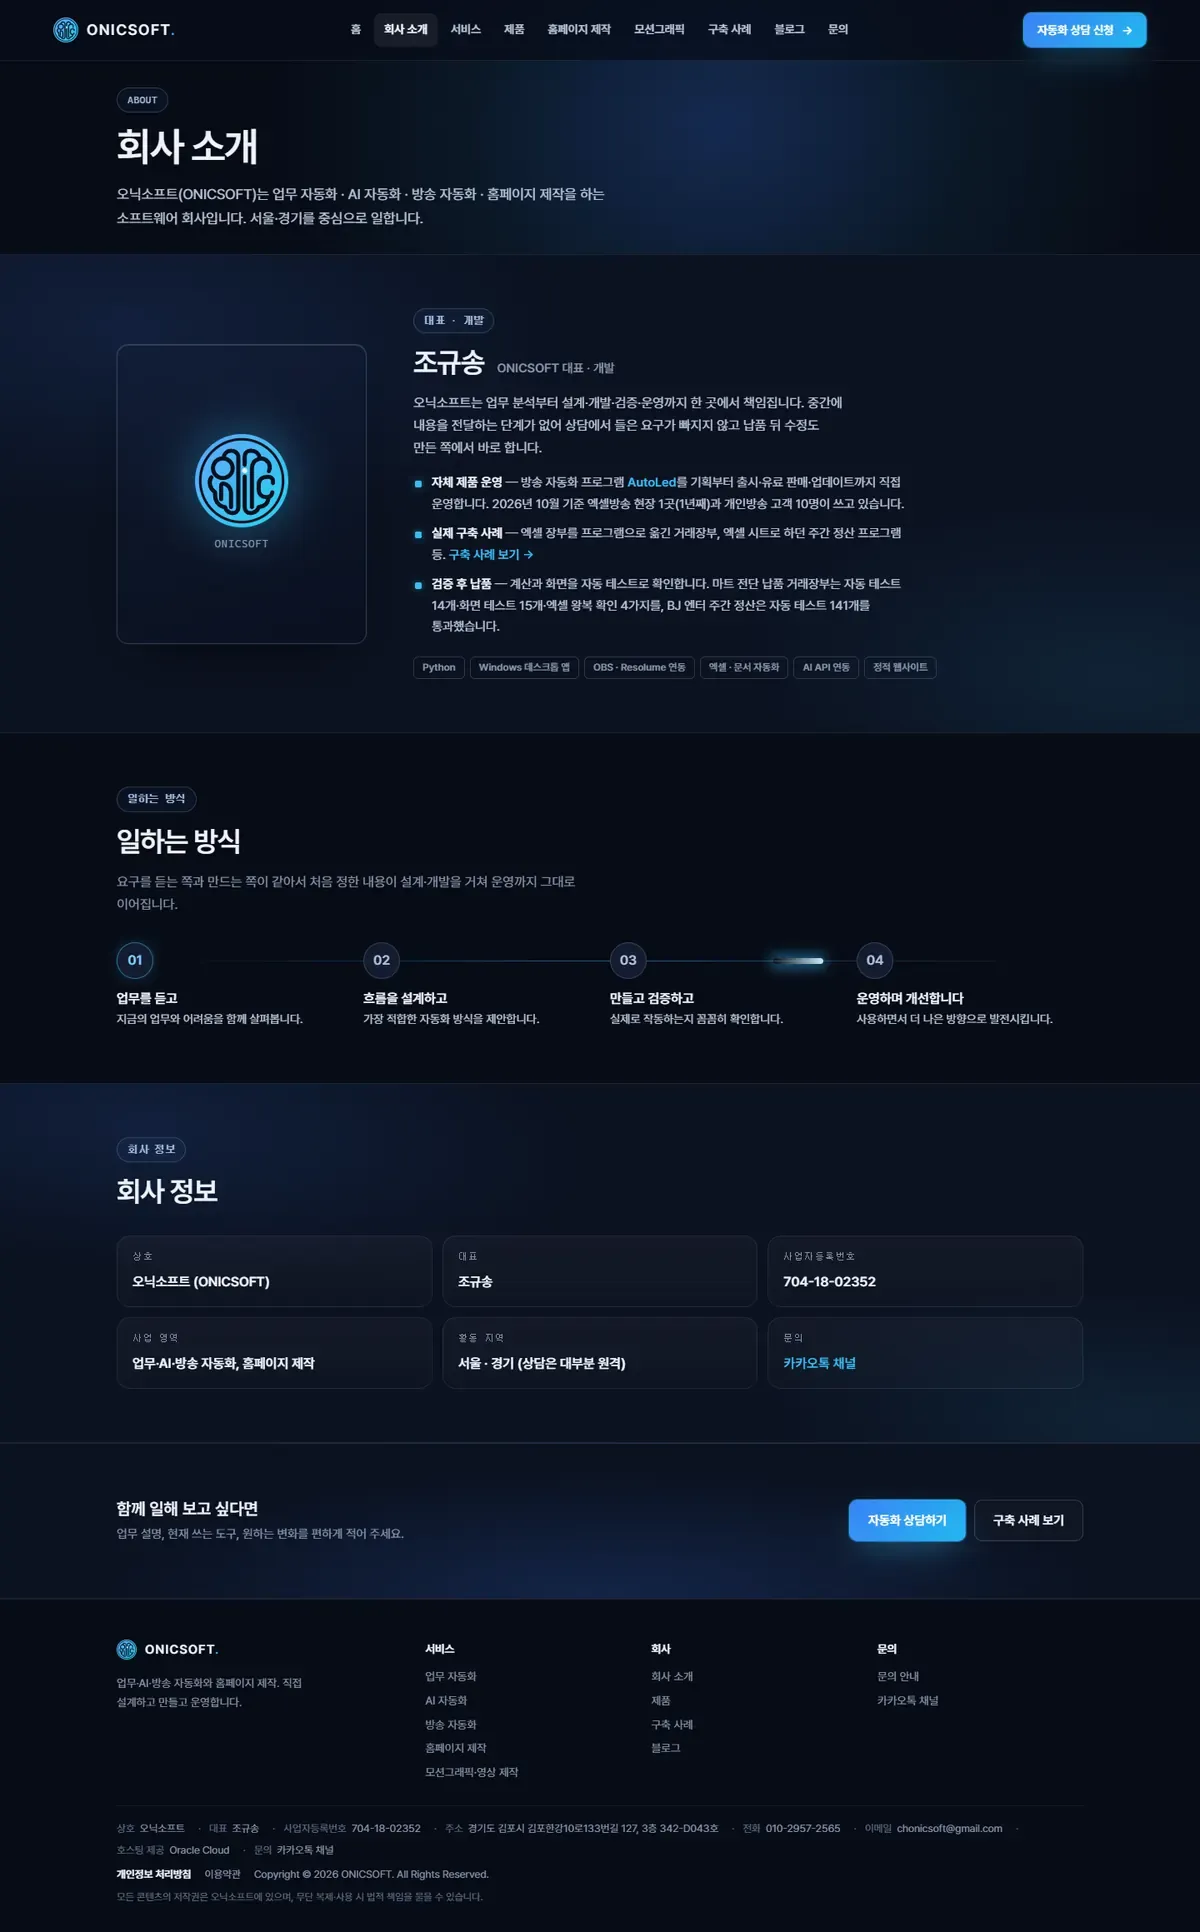 ONICSOFT.
홈
회사 소개
서비스
제품
홈페이지 제작
모션그래픽
구축 사례
블로그
문의
자동화 상담 신청 →
ABOUT
회사 소개
오닉소프트(ONICSOFT)는 업무 자동화 · AI 자동화 · 방송 자동화 · 홈페이지 제작을 하는
소프트웨어 회사입니다. 서울·경기를 중심으로 일합니다.
ONICSOFT
대표 · 개발
조규송 ONICSOFT 대표 · 개발
오닉소프트는 업무 분석부터 설계·개발·검증·운영까지 한 곳에서 책임집니다. 중간에
내용을 전달하는 단계가 없어 상담에서 들은 요구가 빠지지 않고 납품 뒤 수정도
만든 쪽에서 바로 합니다.
자체 제품 운영 — 방송 자동화 프로그램 AutoLed를 기획부터 출시·유료 판매·업데이트까지 직접
운영합니다. 2026년 10월 기준 엑셀방송 현장 1곳(1년째)과 개인방송 고객 10명이 쓰고 있습니다.
실제 구축 사례 — 엑셀 장부를 프로그램으로 옮긴 거래장부, 엑셀 시트로 하던 주간 정산 프로그램
등. 구축 사례 보기 →
검증 후 납품 — 계산과 화면을 자동 테스트로 확인합니다. 마트 전단 납품 거래장부는 자동 테스트
14개·화면 테스트 15개·엑셀 왕복 확인 4가지를, BJ 엔터 주간 정산은 자동 테스트 141개를
통과했습니다.
Python
Windows 데스크톱 앱
OBS · Resolume 연동
엑셀 · 문서 자동화
AI API 연동
정적 웹사이트
일하는 방식
일하는 방식
요구를 듣는 쪽과 만드는 쪽이 같아서 처음 정한 내용이 설계·개발을 거쳐 운영까지 그대로
이어집니다.
01
02
03
04
업무를 듣고
흐름을 설계하고
만들고 검증하고
운영하며 개선합니다
지금의 업무와 어려움을 함께 살펴봅니다.
가장 적합한 자동화 방식을 제안합니다.
실제로 작동하는지 꼼꼼히 확인합니다.
사용하면서 더 나은 방향으로 발전시킵니다.
회사 정보
회사 정보
상호
오닉소프트 (ONICSOFT)
대표
조규송
사업자등록번호
704-18-02352
사업 영역
업무·AI·방송 자동화, 홈페이지 제작
활동 지역
서울 · 경기 (상담은 대부분 원격)
문의
카카오톡 채널
함께 일해 보고 싶다면
업무 설명, 현재 쓰는 도구, 원하는 변화를 편하게 적어 주세요.
자동화 상담하기
구축 사례 보기
ONICSOFT.
업무·AI·방송 자동화와 홈페이지 제작. 직접
설계하고 만들고 운영합니다.
서비스
업무 자동화
AI 자동화
방송 자동화
홈페이지 제작
모션그래픽·영상 제작
회사
회사 소개
제품
구축 사례
블로그
문의
문의 안내
카카오톡 채널
상호 오닉소프트 · 대표 조규송 · 사업자등록번호 704-18-02352 · 주소 경기도 김포시 김포한강10로133번길 127, 3층 342-D043호 · 전화 010-2957-2565 · 이메일 chonicsoft@gmail.com ·
호스팅 제공 Oracle Cloud · 문의 카카오톡 채널
개인정보 처리방침 이용약관 Copyright © 2026 ONICSOFT. All Rights Reserved.
모든 콘텐츠의 저작권은 오닉소프트에 있으며, 무단 복제·사용 시 법적 책임을 물을 수 있습니다.